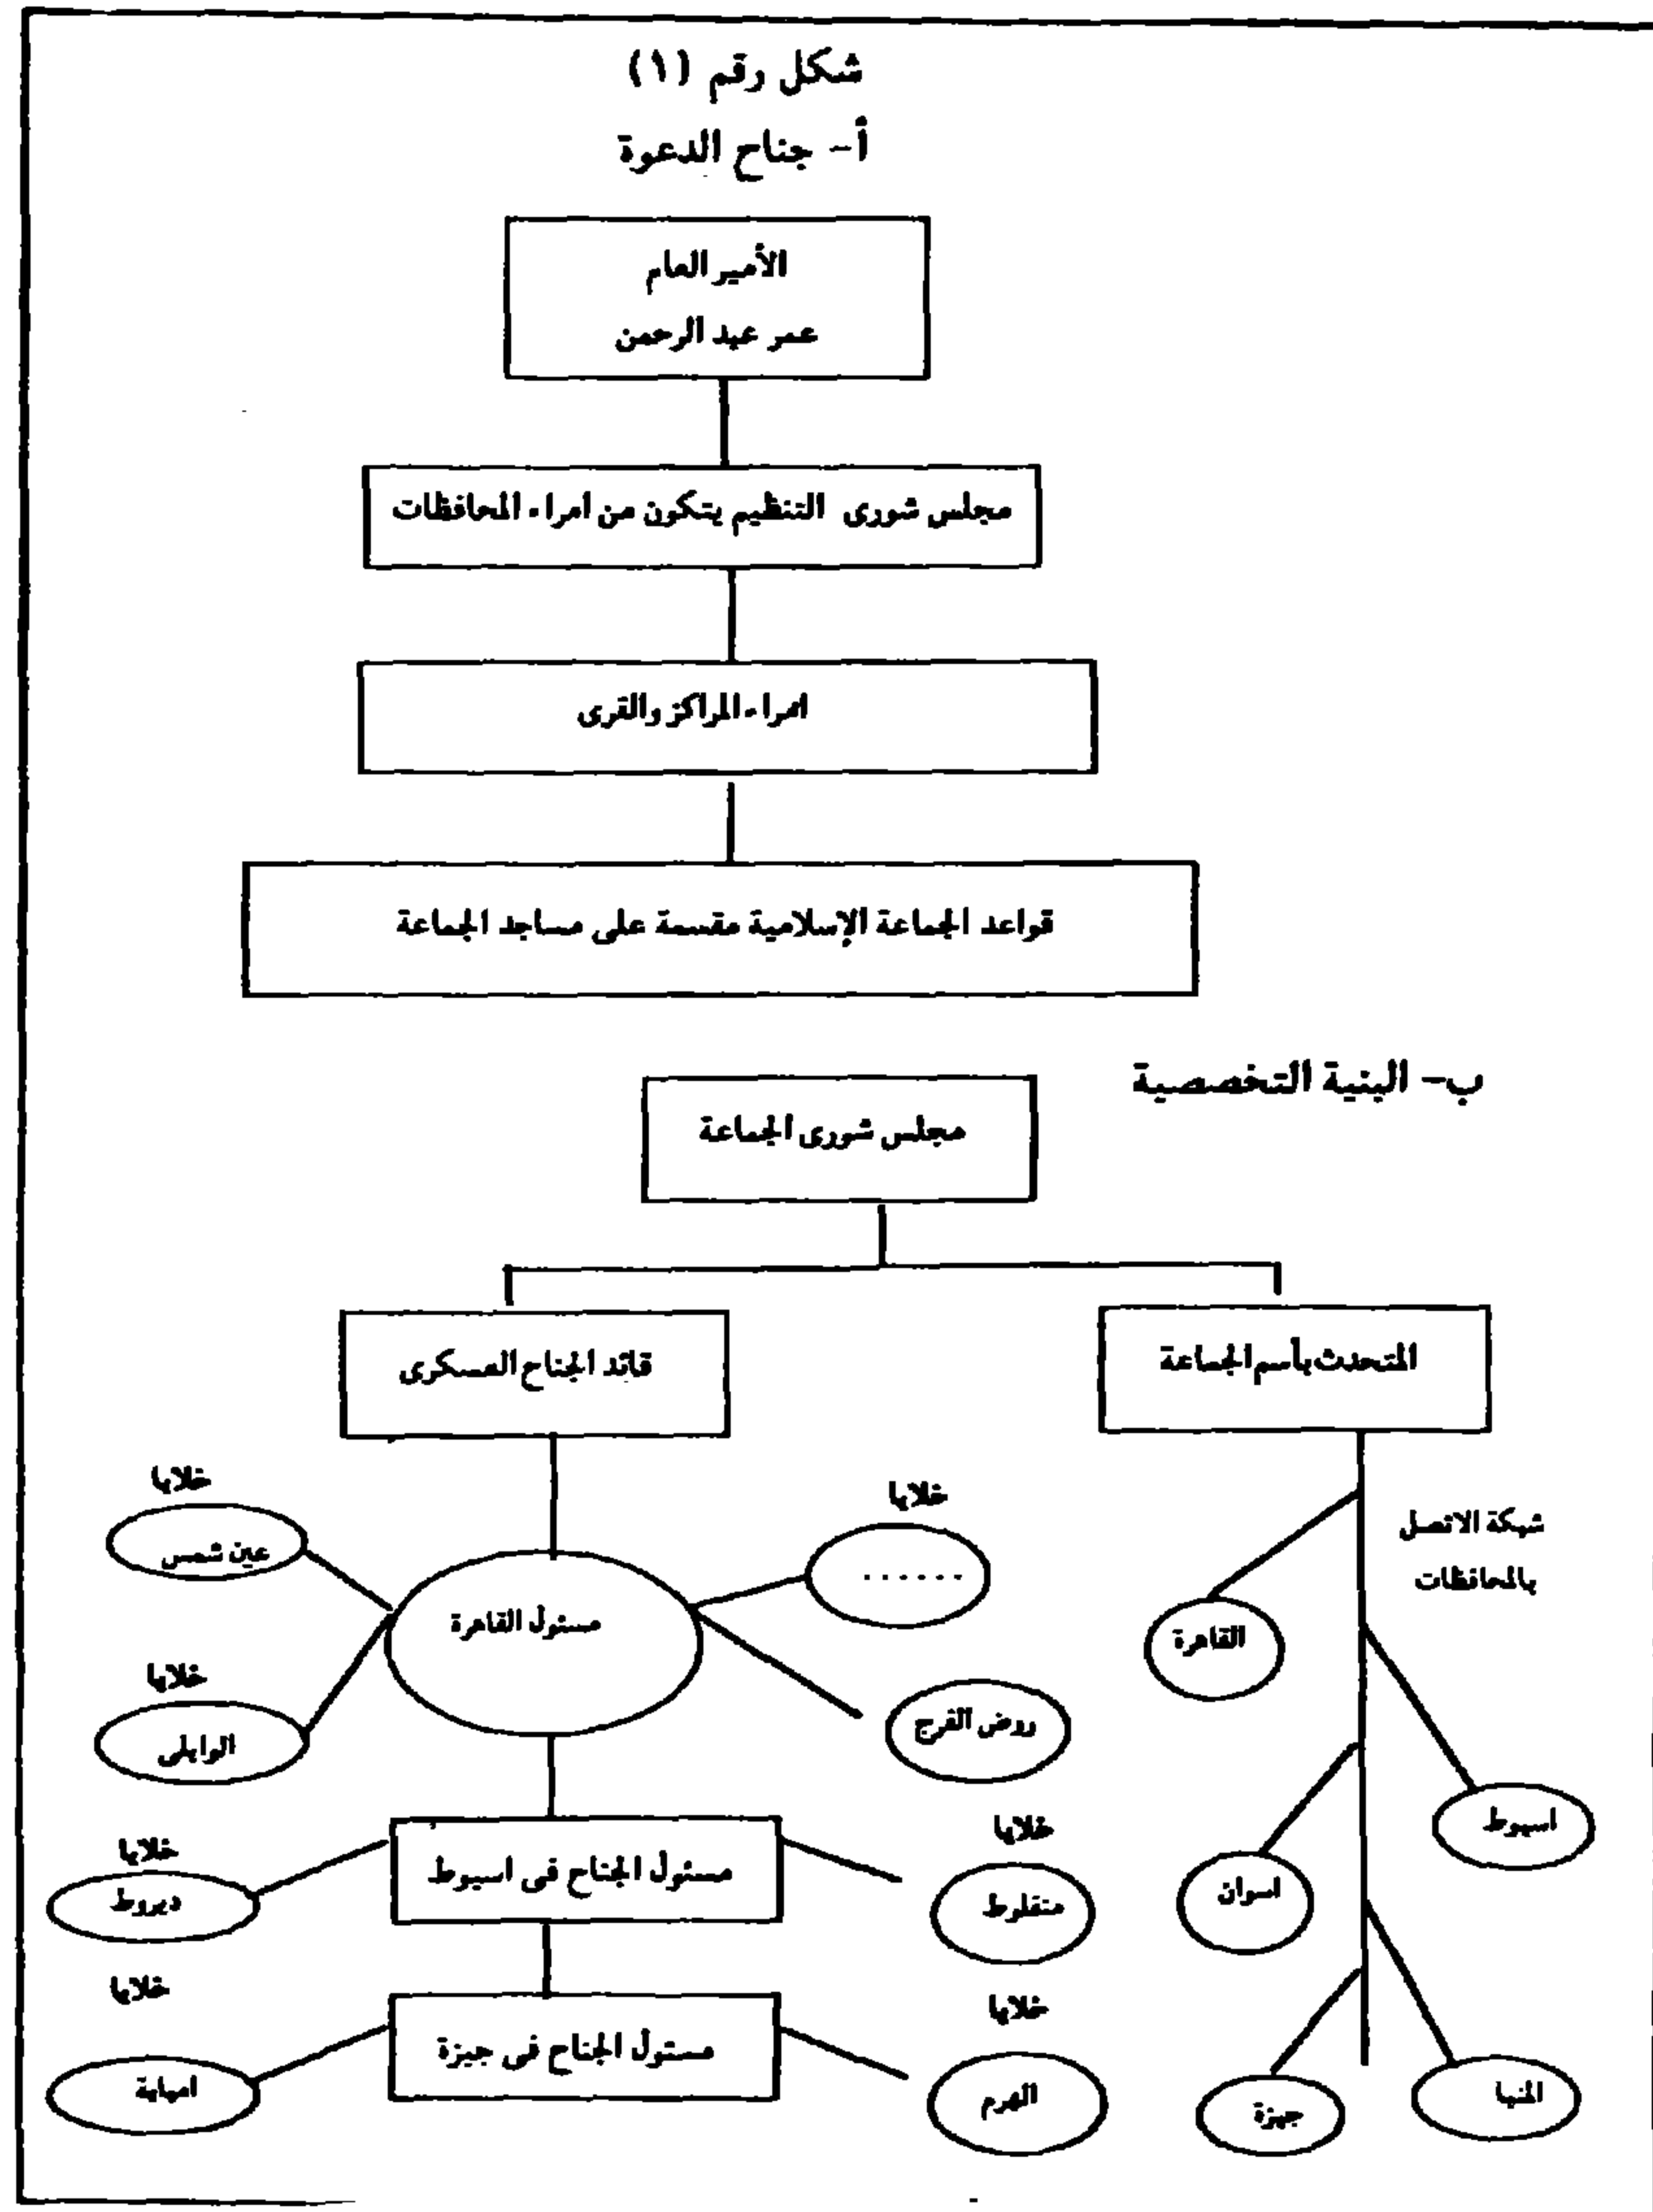 شكل رقم (١)
أ- جناح الدعوة
الأمير العام
عمر عبد الرحمن
مجلس شورى التنظيم يتكون من امراء المحافظات
امراء المراكز والقرى
قواعد الجماعة الإسلامية مقسمة على مساجد الجماعة
ب- البنية التخصصية
مجلس شورى الجماعة
المتحدث بأسم الجماعة
قائد الجناح العسكرى
شبكة الاتصل
بالمحافظات
القاهرة
اسيوط
اسوان
المنيا
جيزة
خلايا
......
خلايا
عين شمس
مسئول القاهرة
روض الفرج
خلايا
الوايلى
خلايا
منفلوط
مسئول الجناح فى اسيوط
خلايا
ديروط
خلايا
الهرم
مسئول الجناح فى جيزة
خلايا
امبابة